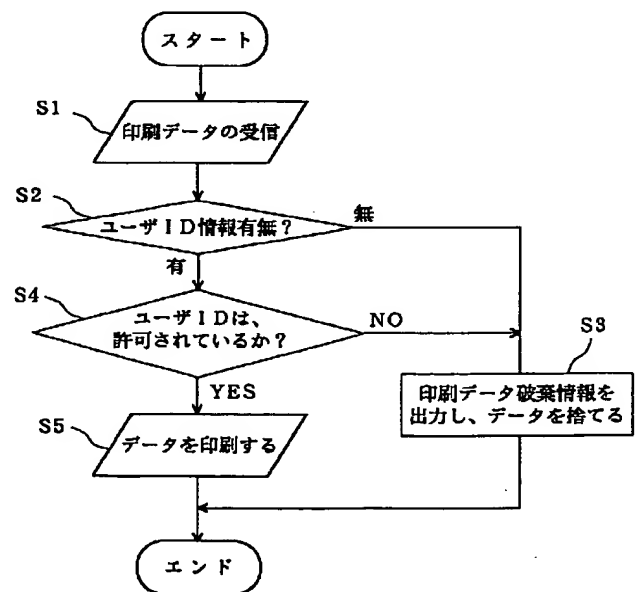 スタート
S1
印刷データの受信
S2
ユーザID情報有無?
無
有
S4
ユーザIDは、
許可されているか?
NO
S3
印刷データ破棄情報を
出力し、データを捨てる
YES
S5
データを印刷する
エンド